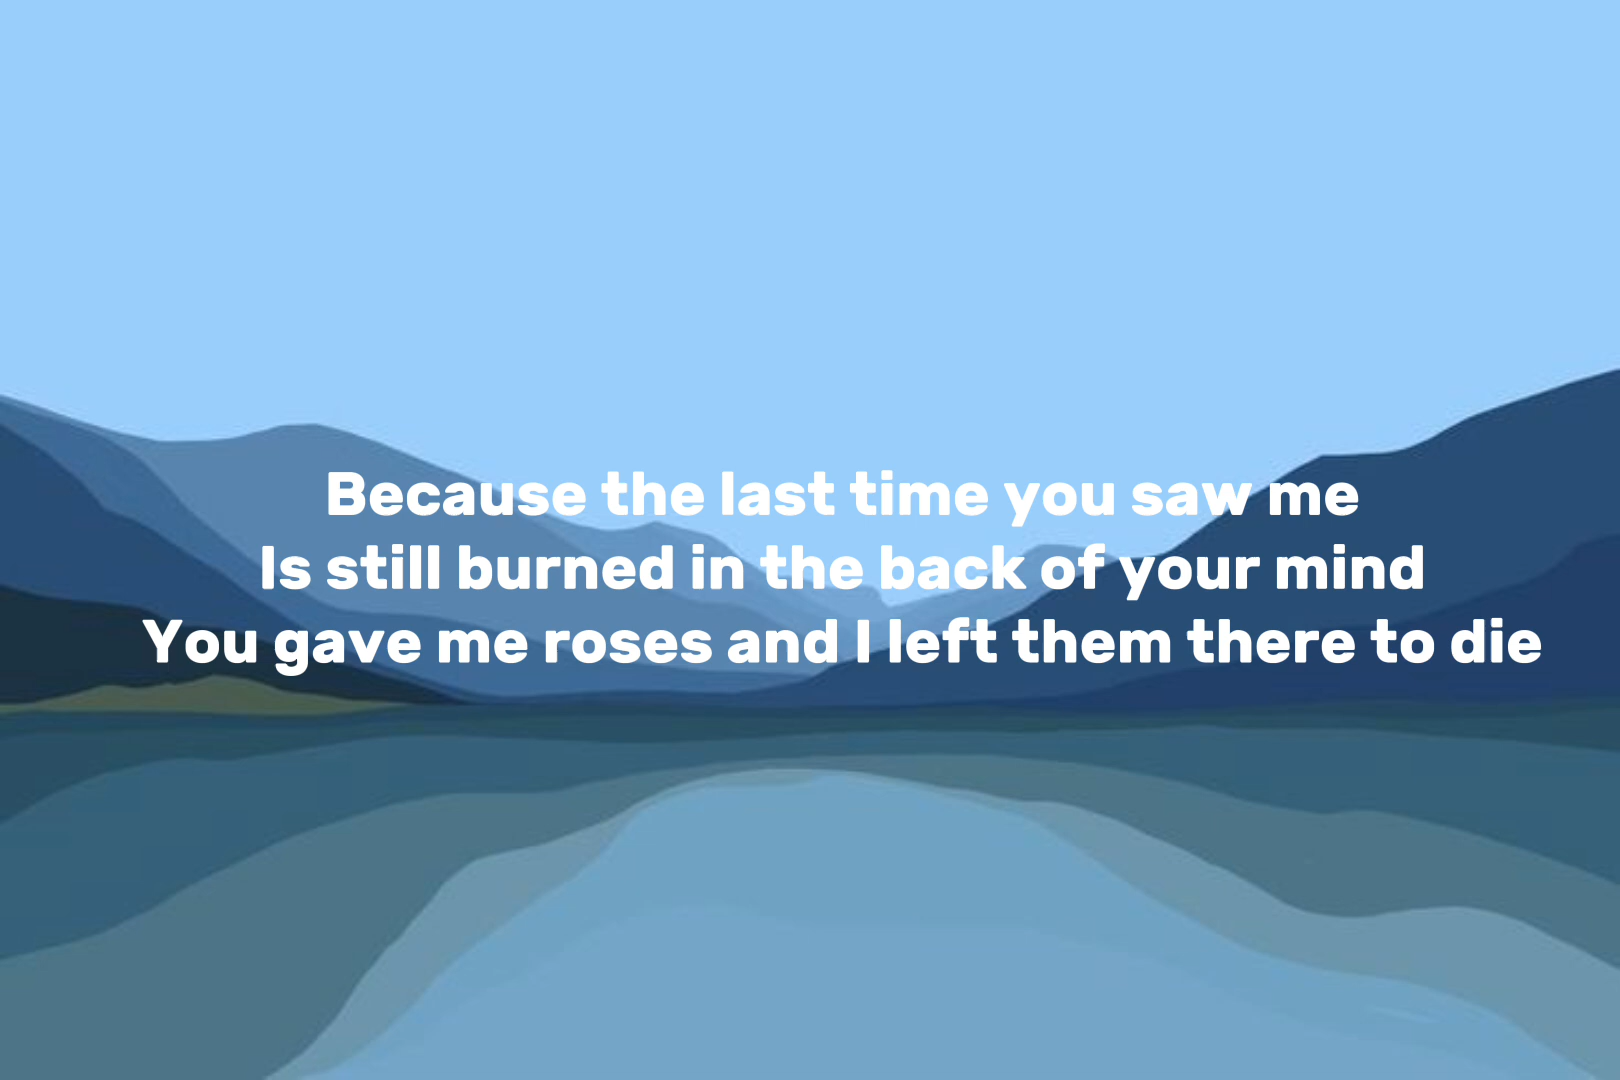 Because the last time you saw me
Is still burned in the back of your mind
You gave me roses and I left them there to die